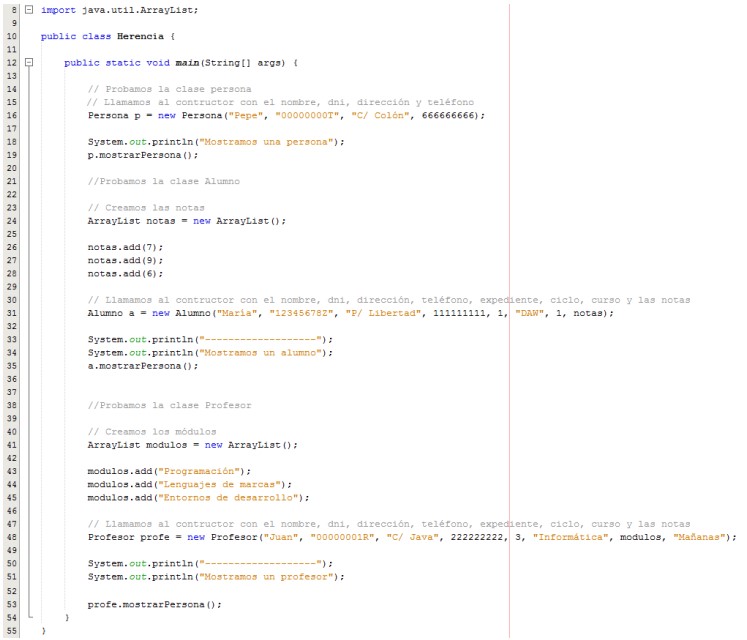 8 import java.util.ArrayList;
9
10 public class Herencia {
11
12 public static void main(String[] args) {
13
14 // Probamos la clase persona
15 // Llamamos al contructor con el nombre, dni, dirección y teléfono
16 Persona p = new Persona("Pepe", "00000000T", "C/ Colón", 666666666);
17
18 System.out.println("Mostramos una persona");
19 p.mostrarPersona();
20
21 //Probamos la clase Alumno
22
23 // Creamos las notas
24 ArrayList notas = new ArrayList();
25
26 notas.add(7);
27 notas.add(9);
28 notas.add(6);
29
30 // Llamamos al contructor con el nombre, dni, dirección, teléfono, expediente, ciclo, curso y las notas
31 Alumno a = new Alumno("María", "12345678Z", "P/ Libertad", 111111111, 1, "DAW", 1, notas);
32
33 System.out.println("-------------------");
34 System.out.println("Mostramos un alumno");
35 a.mostrarPersona();
36
37
38 //Probamos la clase Profesor
39
40 // Creamos los módulos
41 ArrayList modulos = new ArrayList();
42
43 modulos.add("Programación");
44 modulos.add("Lenguajes de marcas");
45 modulos.add("Entornos de desarrollo");
46
47 // Llamamos al contructor con el nombre, dni, dirección, teléfono, expediente, ciclo, curso y las notas
48 Profesor profe = new Profesor("Juan", "00000001R", "C/ Java", 222222222, 3, "Informática", modulos, "Mañanas");
49
50 System.out.println("-------------------");
51 System.out.println("Mostramos un profesor");
52
53 profe.mostrarPersona();
54 }
55 }